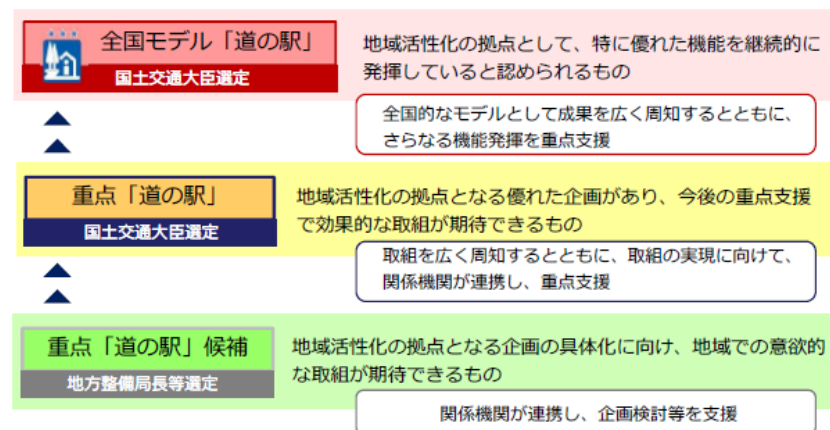 全国モデル「道の駅」
国土交通大臣選定
地域活性化の拠点として、特に優れた機能を継続的に
発揮していると認められるもの
全国的なモデルとして成果を広く周知するとともに、
さらなる機能発揮を重点支援
重点「道の駅」
国土交通大臣選定
地域活性化の拠点となる優れた企画があり、今後の重点支援
で効果的な取組が期待できるもの
取組を広く周知するとともに、取組の実現に向けて、
関係機関が連携し、重点支援
重点「道の駅」候補
地方整備局長等選定
地域活性化の拠点となる企画の具体化に向け、地域での意欲的
な取組が期待できるもの
関係機関が連携し、企画検討等を支援